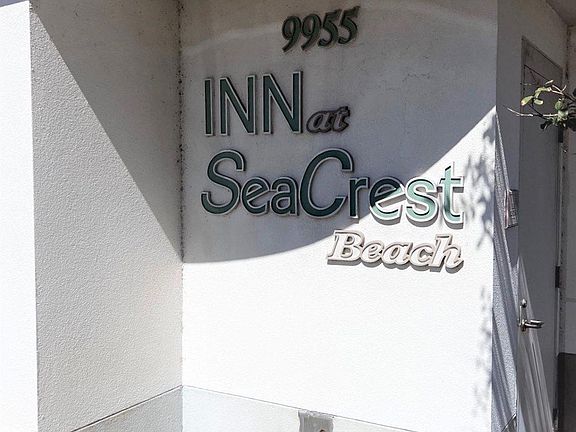 9955
INN at
SeaCrest
Beach